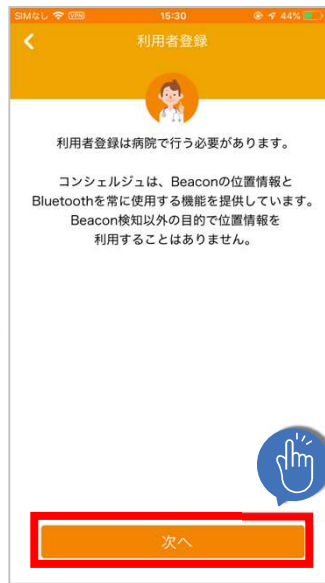 SIMなし VPN 15:30 44%
利用者登録
利用者登録は病院で行う必要があります。
コンシェルジュは、Beaconの位置情報と
Bluetoothを常に使用する機能を提供しています。
Beacon検知以外の目的で位置情報を
利用することはありません。
次へ